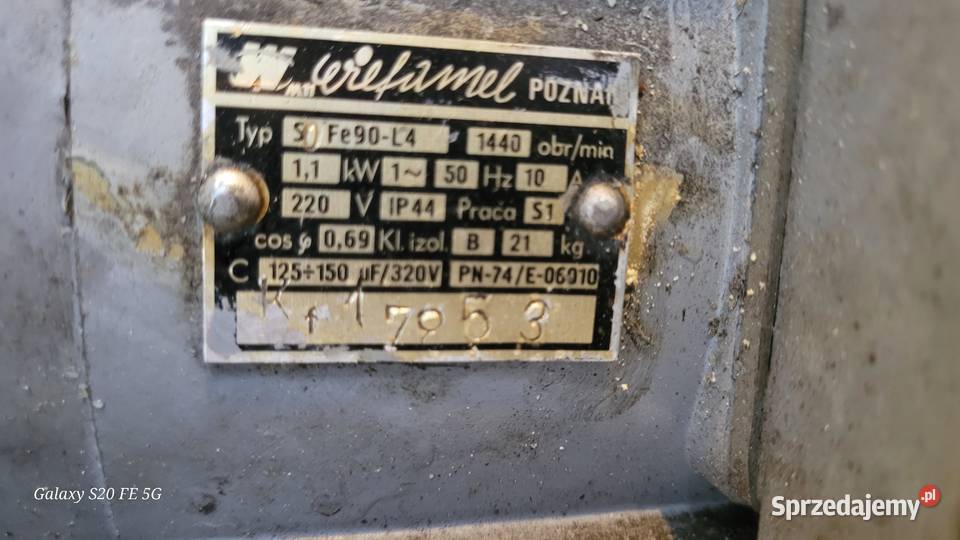 Wiefamel POZNAŃ
Typ Fe90-L4 1440 obr/min
1,1 kW 1~ 50 Hz 10 A
220 V IP44 Praca S1
cos φ 0,69 Kl. izol. B 21 kg
C 125÷150 µF/320V PN-74/E-06010
7953
Galaxy S20 FE 5G
Sprzedajemy.pl